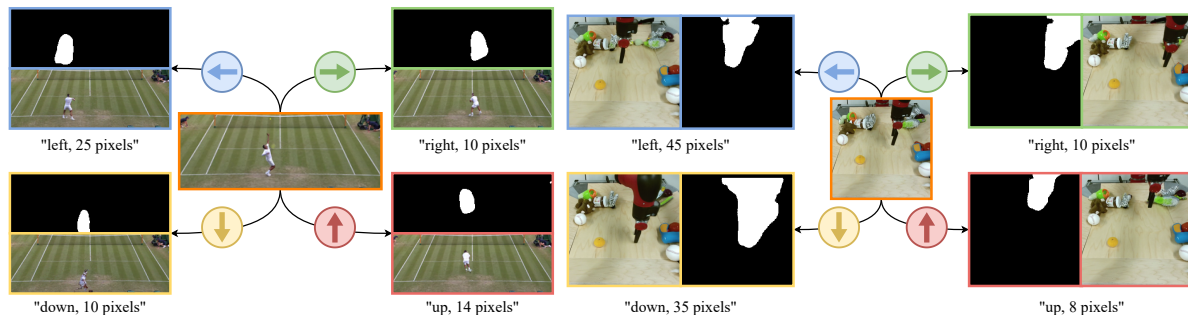 "left, 25 pixels"
"right, 10 pixels"
"left, 45 pixels"
"right, 10 pixels"
"down, 10 pixels"
"up, 14 pixels"
"down, 35 pixels"
"up, 8 pixels"